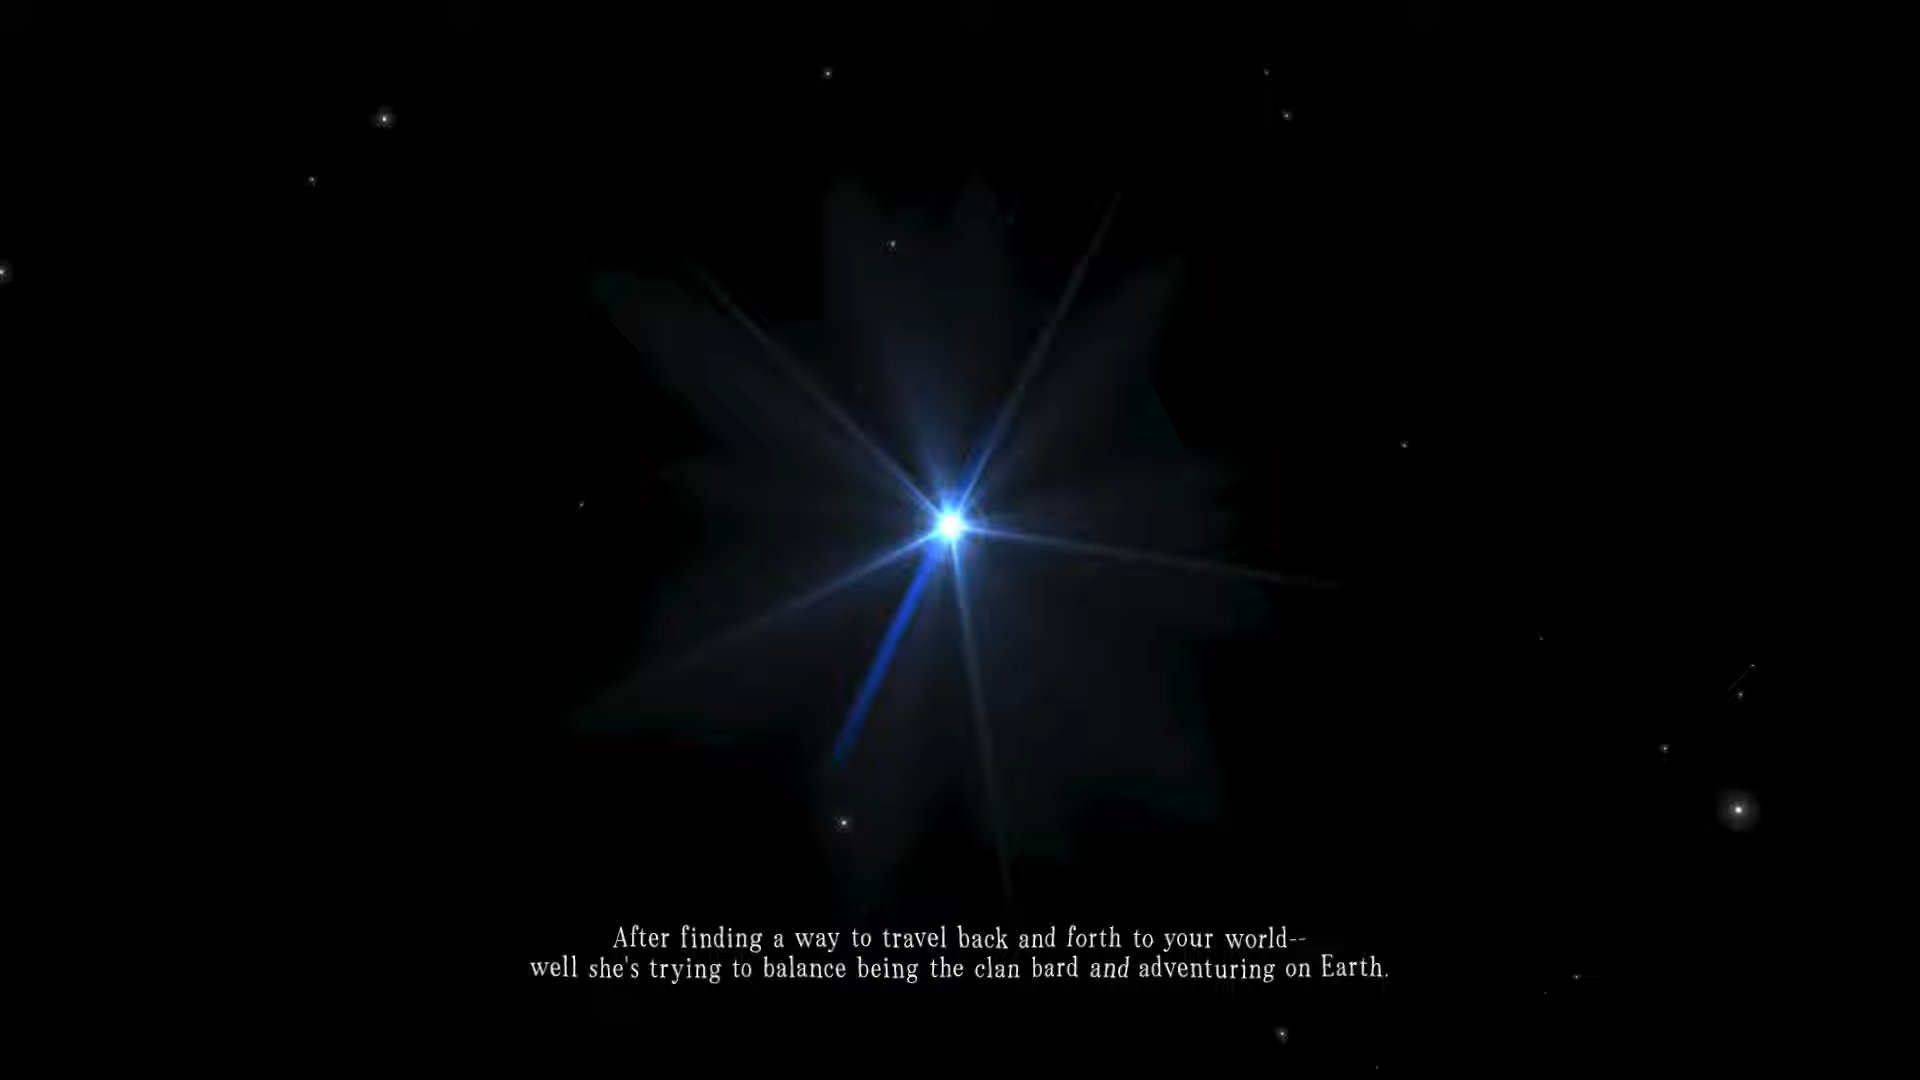 After finding a way to travel back and forth to your world--
well she's trying to balance being the clan bard and adventuring on Earth.